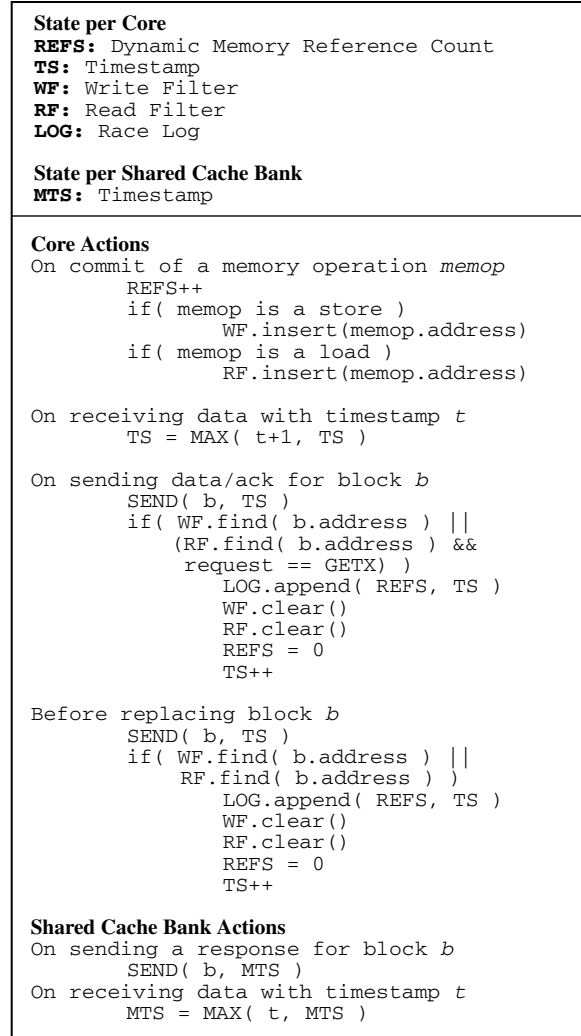 State per Core
REFS: Dynamic Memory Reference Count
TS: Timestamp
WF: Write Filter
RF: Read Filter
LOG: Race Log
State per Shared Cache Bank
MTS: Timestamp
Core Actions
On commit of a memory operation memop
REFS++
if( memop is a store )
WF.insert(memop.address)
if( memop is a load )
RF.insert(memop.address)
On receiving data with timestamp t
TS = MAX( t+1, TS )
On sending data/ack for block b
SEND( b, TS )
if( WF.find( b.address ) ||
(RF.find( b.address ) &&
request == GETX) )
LOG.append( REFS, TS )
WF.clear()
RF.clear()
REFS = 0
TS++
Before replacing block b
SEND( b, TS )
if( WF.find( b.address ) ||
RF.find( b.address ) )
LOG.append( REFS, TS )
WF.clear()
RF.clear()
REFS = 0
TS++
Shared Cache Bank Actions
On sending a response for block b
SEND( b, MTS )
On receiving data with timestamp t
MTS = MAX( t, MTS )